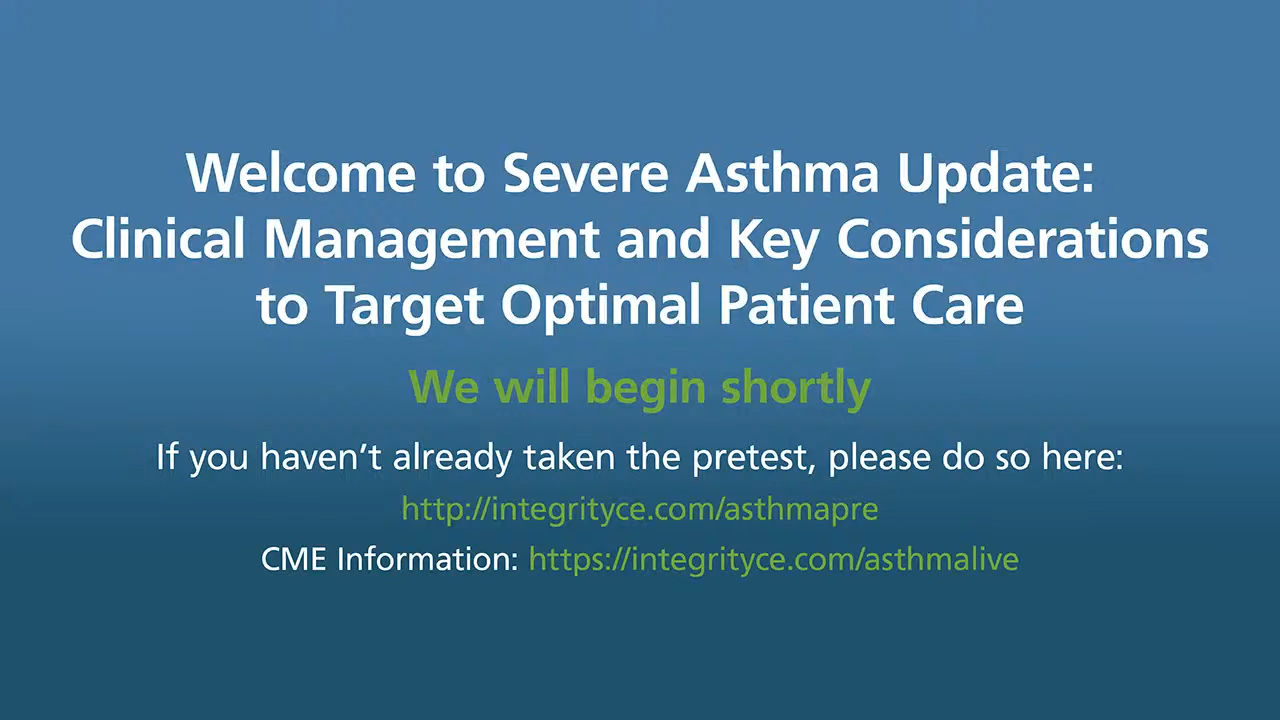 Welcome to Severe Asthma Update:
Clinical Management and Key Considerations
to Target Optimal Patient Care
We will begin shortly
If you haven’t already taken the pretest, please do so here:
http://integrityce.com/asthmapre
CME Information: https://integrityce.com/asthmalive